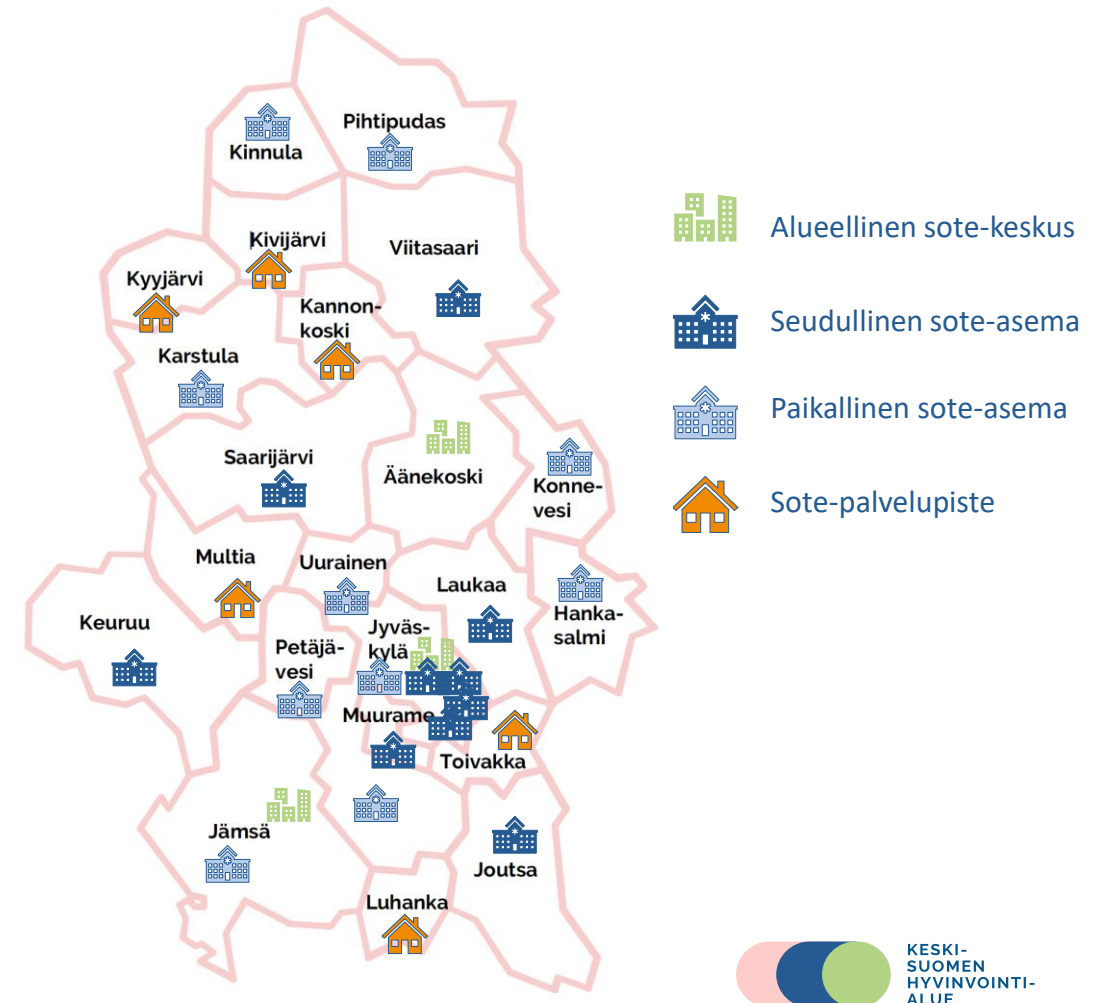 Pihtipudas
Kinnula
Kivijärvi
Viitasaari
Kyyjärvi
Kannon-
koski
Karstula
Saarijärvi
Äänekoski
Konne-
vesi
Multia
Uurainen
Laukaa
Hanka-
salmi
Keuruu
Jyväs-
kylä
Petäjä-
vesi
Muurame
Toivakka
Jämsä
Joutsa
Luhanka
Alueellinen sote-keskus
Seudullinen sote-asema
Paikallinen sote-asema
Sote-palvelupiste
KESKI-
SUOMEN
HYVINVOINTI-
ALUE